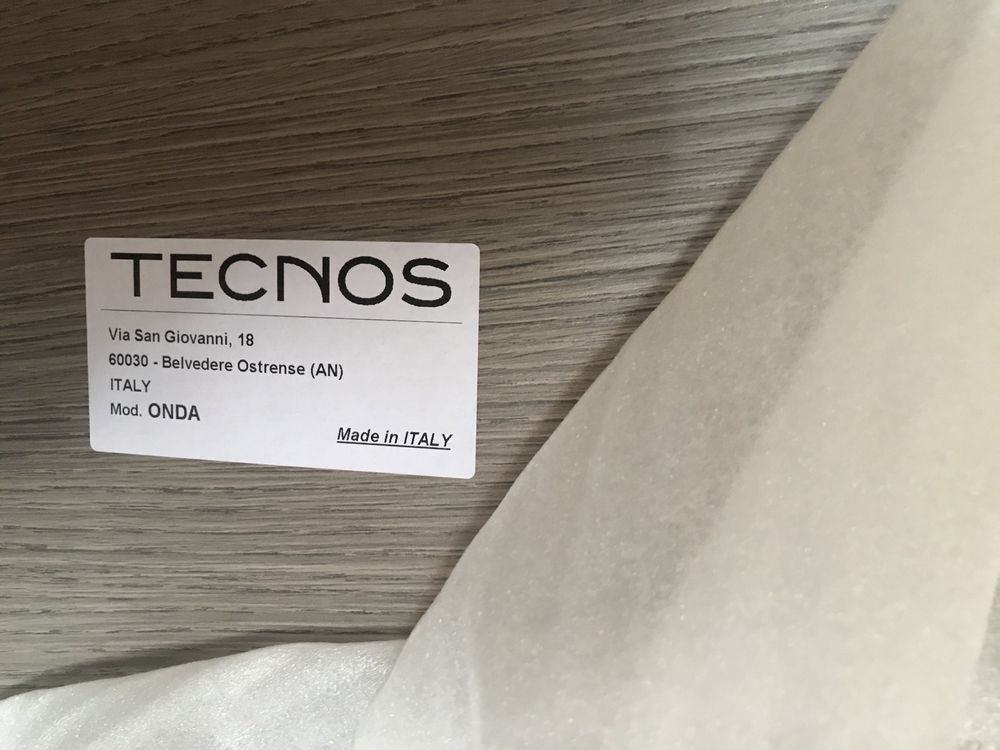 TECNOS
Via San Giovanni, 18
60030 - Belvedere Ostrense (AN)
ITALY
Mod. ONDA
Made in ITALY